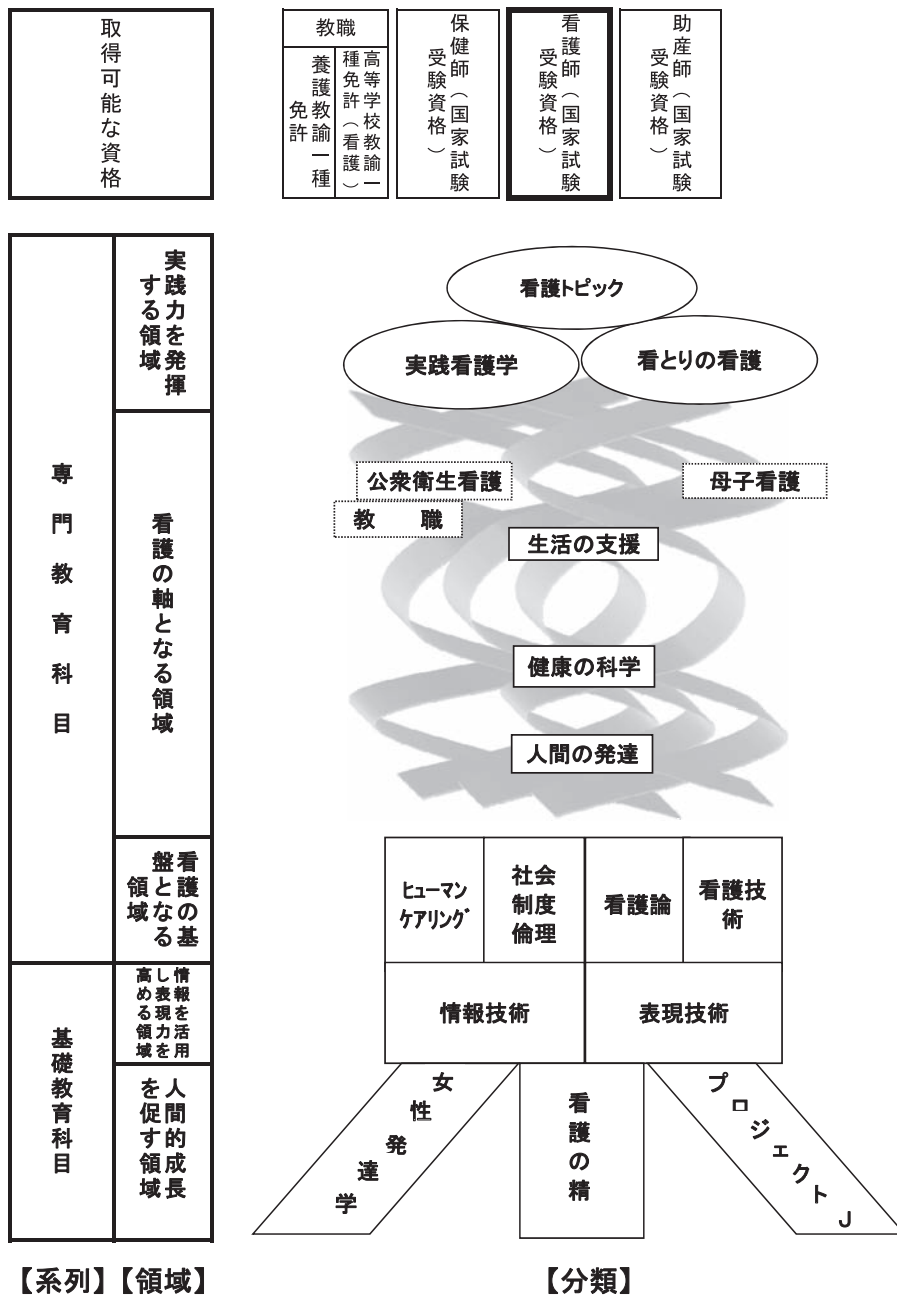 取得可能な資格
教職
養護教諭一種
免許
高等学校教諭一
種免許（看護）
保健師（国家試験
受験資格）
看護師（国家試験
受験資格）
助産師（国家試験
受験資格）
専門教育科目
実践力を発揮
する領域
看護の軸となる領域
看護の基
盤となる
領域
基礎教育科目
情報を活用
し表現力を
高める領域
人間的成長
を促す領域
看護トピック
実践看護学
看とりの看護
公衆衛生看護
母子看護
教　職
生活の支援
健康の科学
人間の発達
ヒューマン
ケアリング
社会
制度
倫理
看護論
看護技
術
情報技術
表現技術
女性発達学
看護の精
プロジェクトJ
【系列】【領域】
【分類】